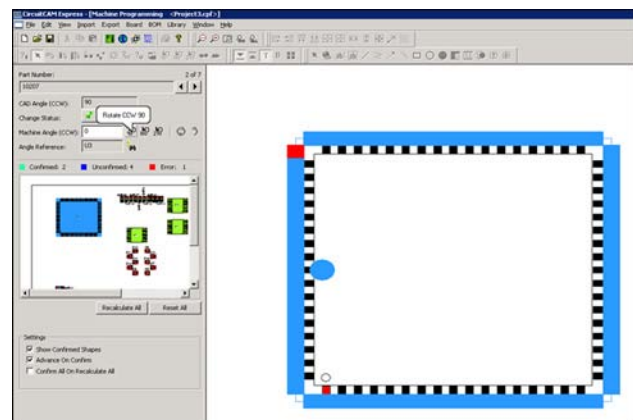 CircuitCAM Express - [Machine Programming <Project3.cpf>]
File Edit View Import Export Board BOM Library Window Help
Part Number: 2 of 7
10207
CAD Angle (CCW): 90
Change Status: Rotate CCW 90
Machine Angle (CCW): 0
Angle Reference: U3
Confirmed: 2 Unconfirmed: 4 Error: 1
Recalculate All Reset All
Settings
Show Confirmed Shapes
Advance On Confirm
Confirm All On Recalculate All